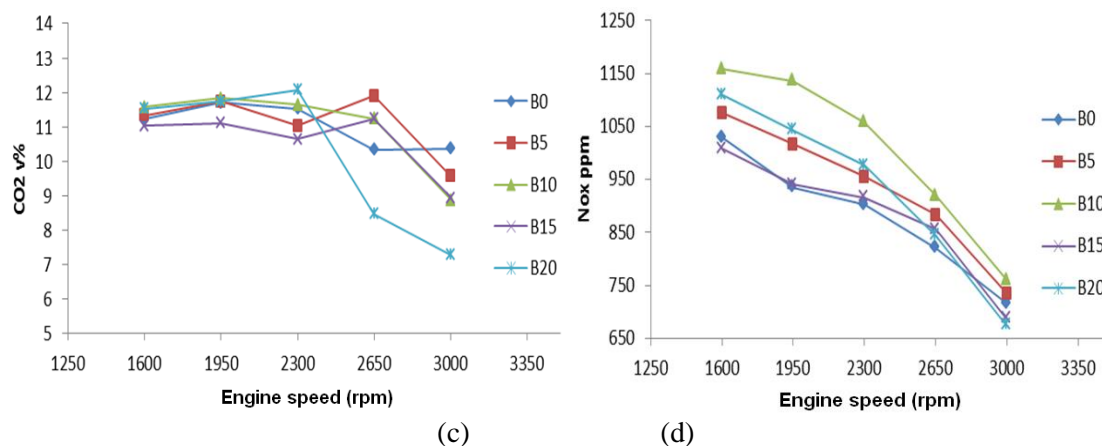 14
13
12
11
10
9
8
7
6
5
CO2 v%
1250 1600 1950 2300 2650 3000 3350
Engine speed (rpm)
B0
B5
B10
B15
B20
(c)
1250
1150
1050
950
850
750
650
Nox ppm
1250 1600 1950 2300 2650 3000 3350
Engine speed (rpm)
B0
B5
B10
B15
B20
(d)